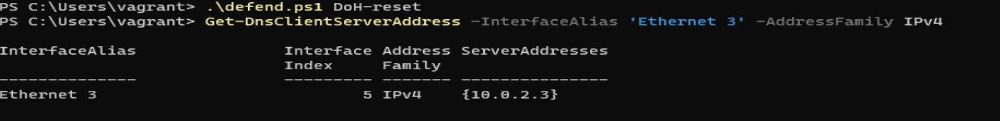 PS C:\Users\vagrant> .\defend.ps1 DoH-reset
PS C:\Users\vagrant> Get-DnsClientServerAddress -InterfaceAlias 'Ethernet 3' -AddressFamily IPv4
InterfaceAlias                 Interface Address ServerAddresses
                               Index     Family
--------------                 --------- ------- ---------------
Ethernet 3                             5 IPv4    {10.0.2.3}